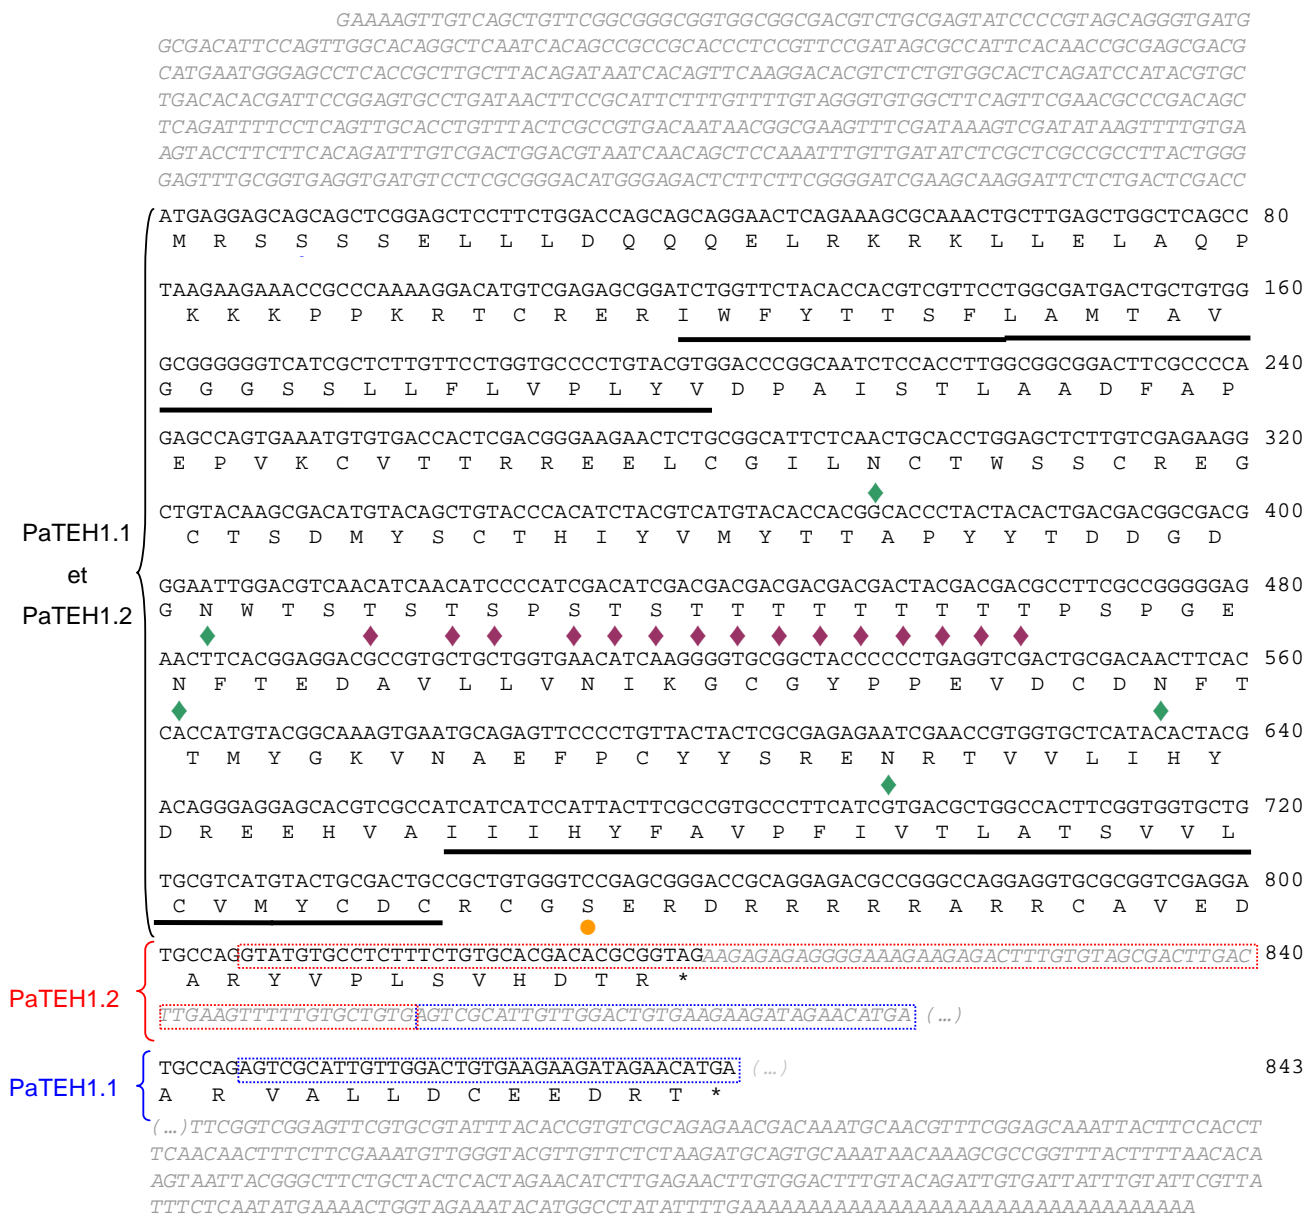 GAAAAGTTGTCAGCTGTTCGGCGGGCGGTGGCGGCGACGTCTGCGAGTATCCCCGTAGCAGGGTGATG
GCGACATTCCAGTTGGCACAGGCTCAATCACAGCCGCCGCACCCTCCGTTCCGATAGCGCCATTCACAACCGCGAGCGACG
CATGAATGGGAGCCTCACCGCTTGCTTACAGATAATCACAGTTCAAGGACACGTCTCTGTGGCACTCAGATCCATACGTGC
TGACACACGATTCCGGAGTGCCTGATAACTTCCGCATTCTTTGTTTTGTAGGGTGTGGCTTCAGTTCGAACGCCCGACAGC
TCAGATTTTCCTCAGTTGCACCTGTTTACTCGCCGTGACAATAACGGCGAAGTTTCGATAAAGTCGATATAAGTTTTGTGA
AGTACCTTCTTCACAGATTTGTCGACTGGACGTAATCAACAGCTCCAAATTTGTTGATATCTCGCTCGCCGCCTTACTGGG
GAGTTTGCGGTGAGGTGATGTCCTCGCGGGACATGGGAGACTCTTCTTCGGGGATCGAAGCAAGGATTCTCTGACTCGACC
ATGAGGAGCAGCAGCTCGGAGCTCCTTCTGGACCAGCAGCAGGAACTCAGAAAGCGCAAACTGCTTGAGCTGGCTCAGCC 80
M R S S S S E L L L D Q Q Q E L R K R K L L E L A Q P
TAAGAAGAAACCGCCCAAAAGGACATGTCGAGAGCGGATCTGGTTCTACACCACGTCGTTCCTGGCGATGACTGCTGTGG 160
K K K P P K R T C R E R I W F Y T T S F L A M T A V
GCGGGGGGTCATCGCTCTTGTTCCTGGTGCCCCTGTACGTGGACCCGGCAATCTCCACCTTGGCGGCGGACTTCGCCCCA 240
G G G S S L L F L V P L Y V D P A I S T L A A D F A P
GAGCCAGTGAAATGTGTGACCACTCGACGGGAAGAACTCTGCGGCATTCTCAACTGCACCTGGAGCTCTTGTCGAGAAGG 320
E P V K C V T T R R E E L C G I L N C T W S S C R E G
CTGTACAAGCGACATGTACAGCTGTACCCACATCTACGTCATGTACACCACGGCACCCTACTACACTGACGACGGCGACG 400
C T S D M Y S C T H I Y V M Y T T A P Y Y T D D G D
PaTEH1.1
et
PaTEH1.2
GGAATTGGACGTCAACATCAACATCCCCATCGACATCGACGACGACGACGACGACTACGACGACGCCTTCGCCGGGGGAG 480
G N W T S T S T S P S T S T T T T T T T T T P S P G E
AACTTCACGGAGGACGCCGTGCTGCTGGTGAACATCAAGGGGTGCGGCTACCCCCCTGAGGTCGACTGCGACAACTTCAC 560
N F T E D A V L L V N I K G C G Y P P E V D C D N F T
CACCATGTACGGCAAAGTGAATGCAGAGTTCCCCTGTTACTACTCGCGAGAGAATCGAACCGTGGTGCTCATACACTACG 640
T M Y G K V N A E F P C Y Y S R E N R T V V L I H Y
ACAGGGAGGAGCACGTCGCCATCATCATCCATTACTTCGCCGTGCCCTTCATCGTGACGCTGGCCACTTCGGTGGTGCTG 720
D R E E H V A I I I H Y F A V P F I V T L A T S V V L
TGCGTCATGTACTGCGACTGCCGCTGTGGGTCCGAGCGGGACCGCAGGAGACGCCGGGCCAGGAGGTGCGCGGTCGAGGA 800
C V M Y C D C R C G S E R D R R R R A R R C A V E D
TGCCAGGTATGTGCCTCTTTCTGTGCACGACACGCGGTAGAAGAGAGAGGGGAAAGAAGAGACTTTGTGTAGCGACTTGAC 840
A R Y V P L S V H D T R *
PaTEH1.2
TTGAAGTTTTTGTGCTGTGAGTCGCATTGTTGGACTGTGAAGAAGATAGAACATGA (…)
TGCCAGAGTCGCATTGTTGGACTGTGAAGAAGATAGAACATGA (…) 843
PaTEH1.1
A R V A L L D C E E D R T *
(…)TTCGGTCGGAGTTCGTGCGTATTTACACCGTGTCGCAGAGAACGACAAATGCAACGTTTCGGAGCAAATTACTTCCACCT
TCAACAACTTTCTTCGAAATGTTGGGTACGTTGTTCTCTAAGATGCAGTGCAAATAACAAAGCGCCGGTTTACTTTTAACACA
AGTAATTACGGGCTTCTGCTACTCACTAGAACATCTTGAGAACTTGTGGACTTTGTACAGATTGTGATTATTTGTATTCGTTA
TTTCTCAATATGAAAACTGGTAGAAATACATGGCCTATATTTTGAAAAAAAAAAAAAAAAAAAAAAAAAAAAAAAAA